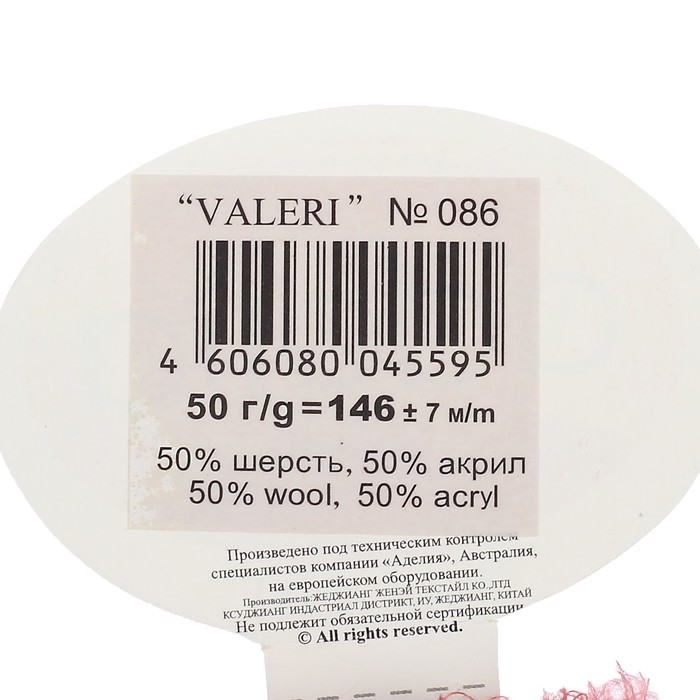 “VALERI” № 086
4 606080 045595
50 г/g = 146 ± 7 м/m
50% шерсть, 50% акрил
50% wool, 50% acryl
Произведено под техническим контролем
специалистов компании «Аделия», Австралия,
на европейском оборудовании.
Производитель:ЖЕДЖИАНГ ЖЕНЭЙ ТЕКСТАЙЛ КО.,ЛТД
КСУДЖИАНГ ИНДАСТРИАЛ ДИСТРИКТ, ИУ, ЖЕДЖИАНГ, КИТАЙ
Не подлежит обязательной сертификации.
© All rights reserved.